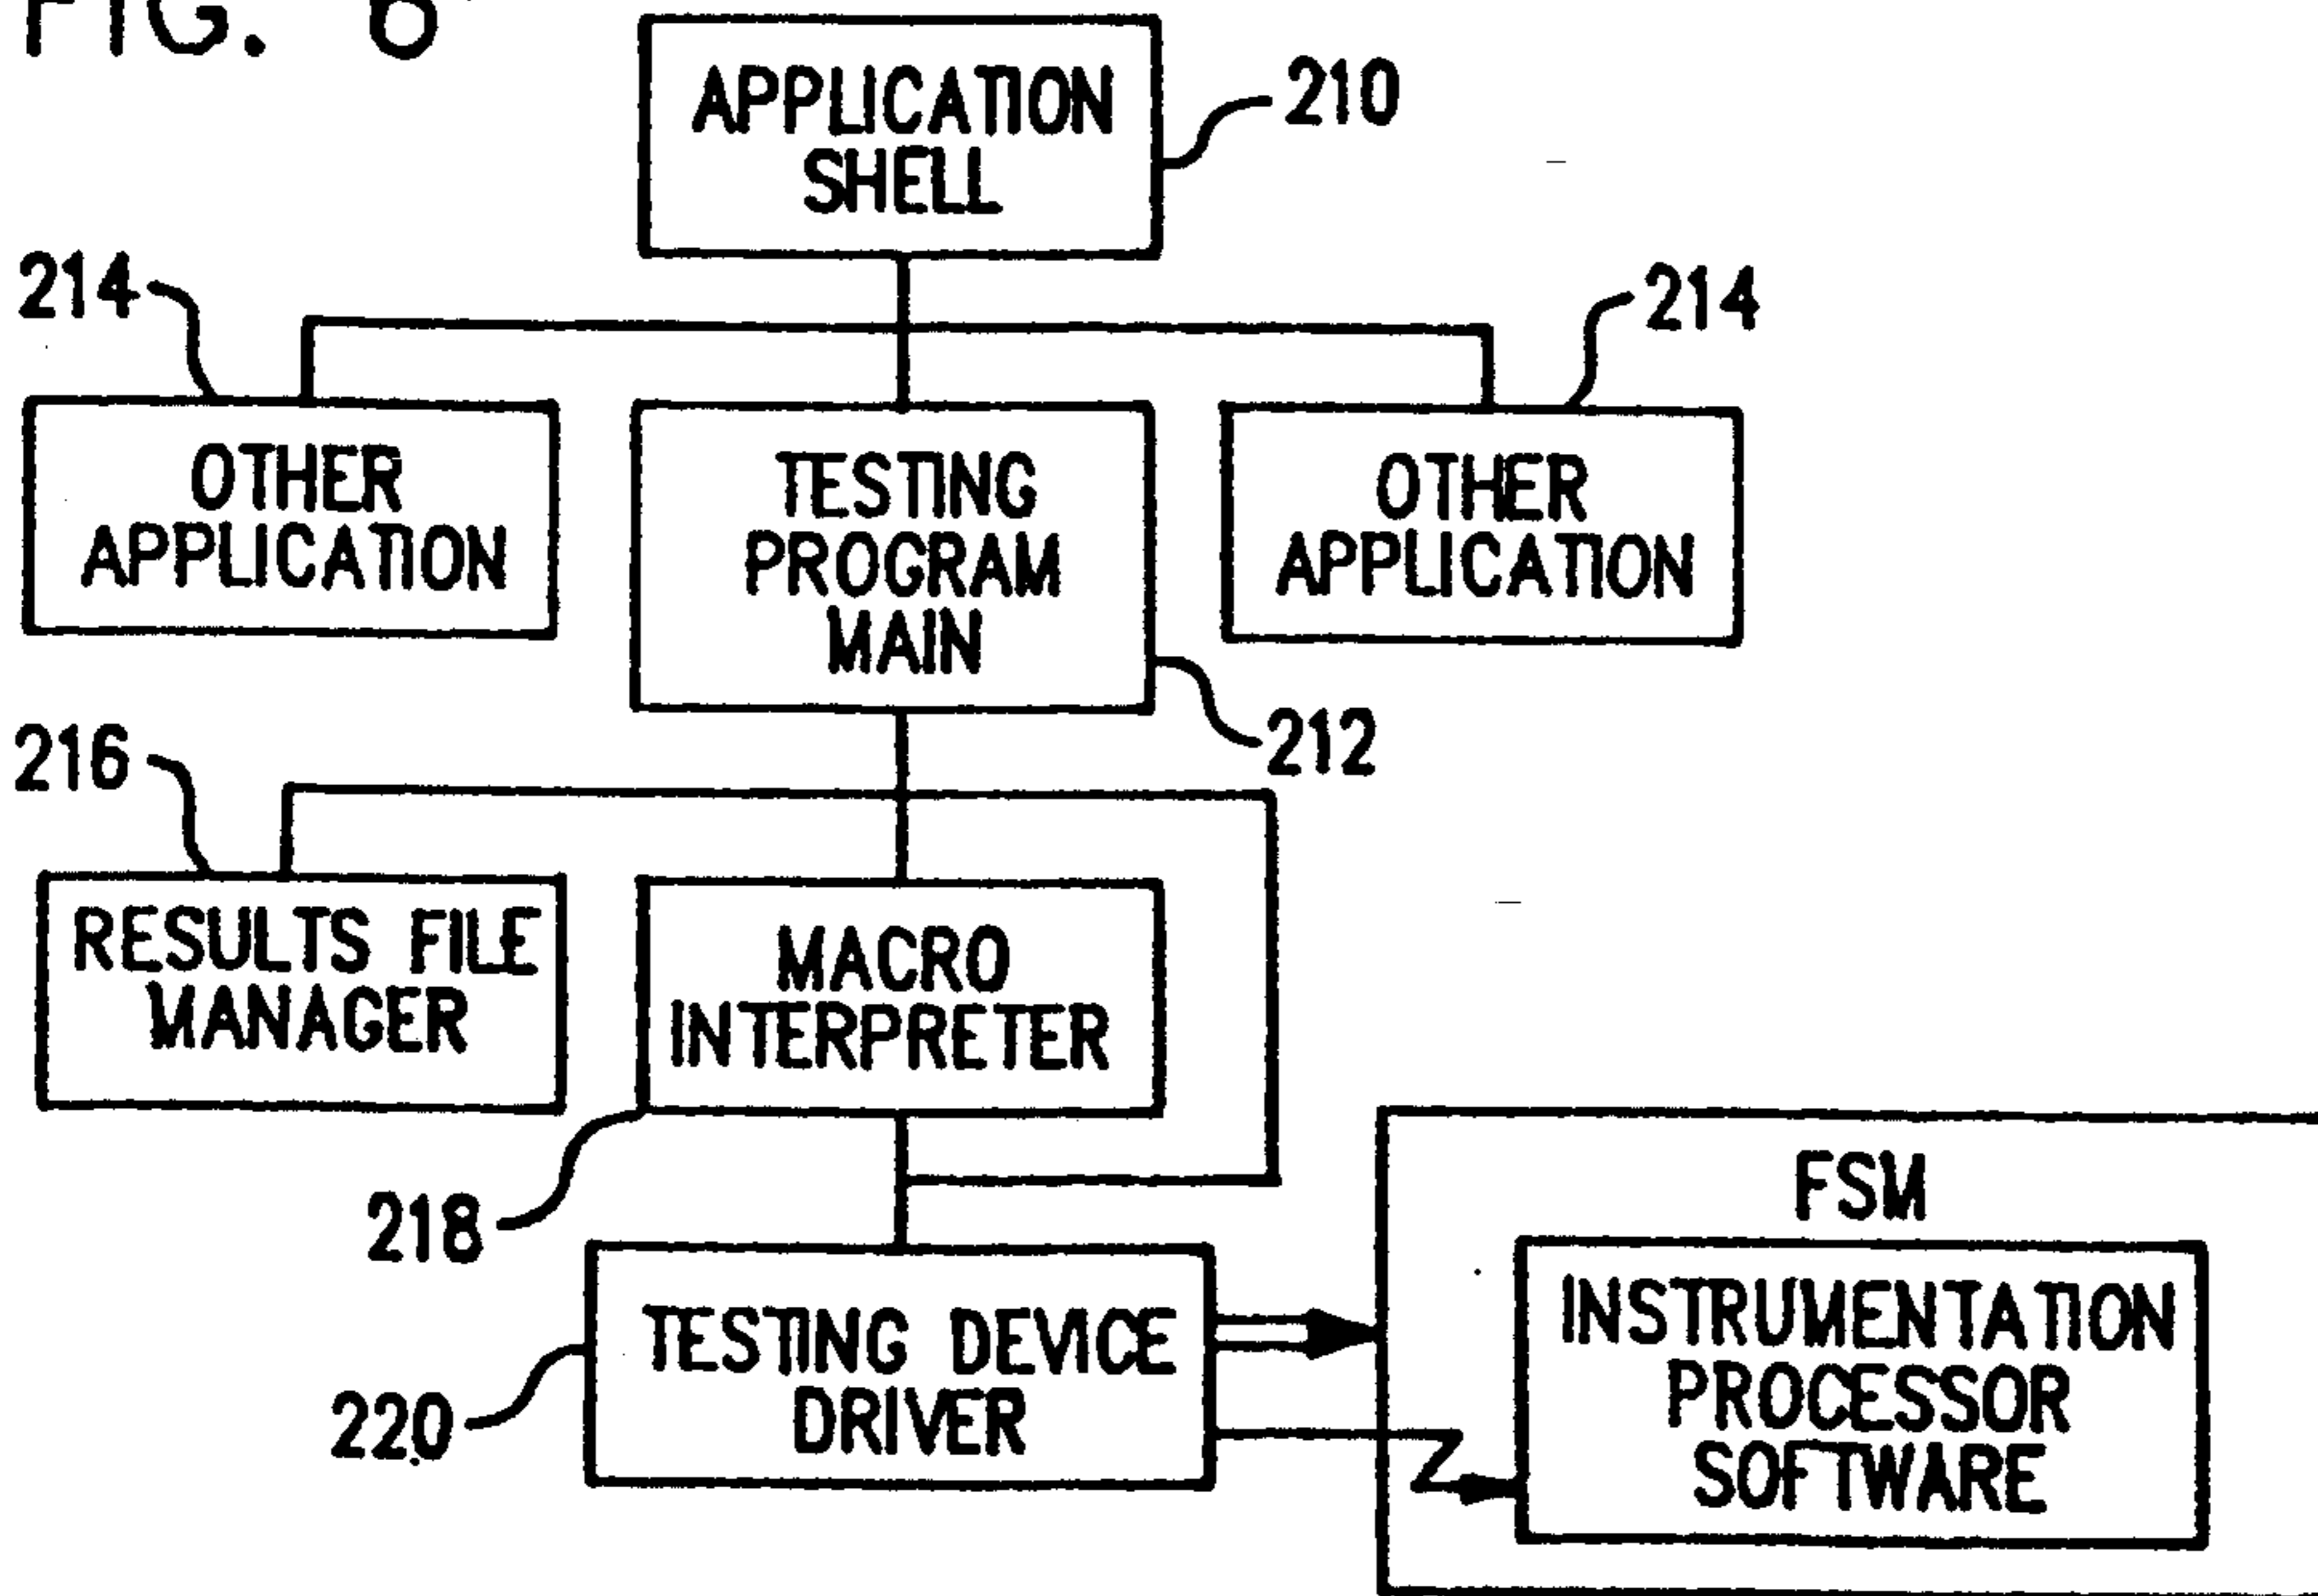 FIG. 8
APPLICATION
SHELL
210
214
214
OTHER
APPLICATION
TESTING
PROGRAM
MAIN
OTHER
APPLICATION
212
216
RESULTS FILE
MANAGER
MACRO
INTERPRETER
218
FSM
INSTRUMENTATION
PROCESSOR
SOFTWARE
TESTING DEVICE
DRIVER
220